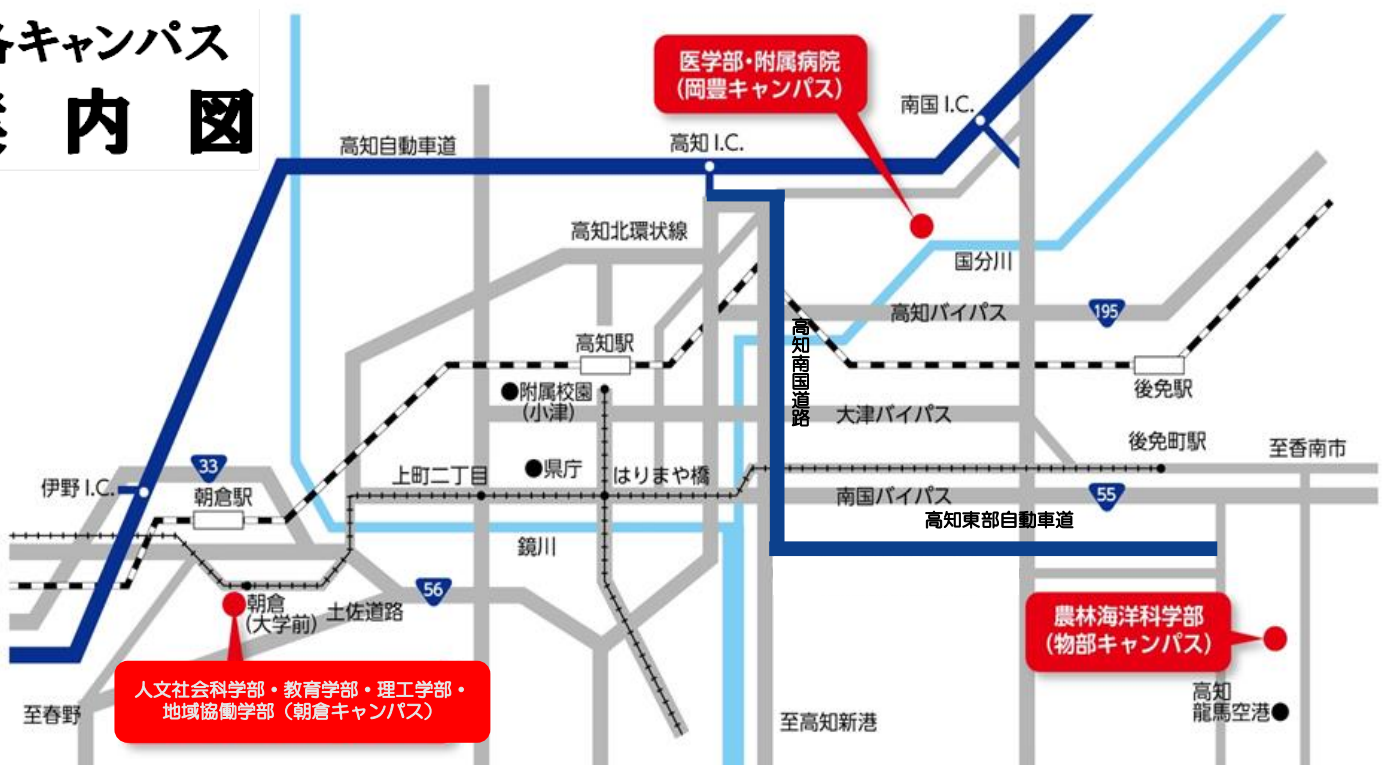 各キャンパス
案内図
医学部・附属病院
(岡豊キャンパス)
南国 I.C.
高知自動車道
高知 I.C.
高知北環状線
国分川
高知バイパス
195
高知南国道路
高知駅
後免駅
附属校園
(小津)
大津バイパス
後免町駅
至香南市
33
上町二丁目
県庁
はりまや橋
伊野 I.C.
朝倉駅
南国バイパス
55
高知東部自動車道
鏡川
56
朝倉
(大学前)
土佐道路
農林海洋科学部
(物部キャンパス)
人文社会科学部・教育学部・理工学部・
地域協働学部（朝倉キャンパス）
至春野
至高知新港
高知
龍馬空港